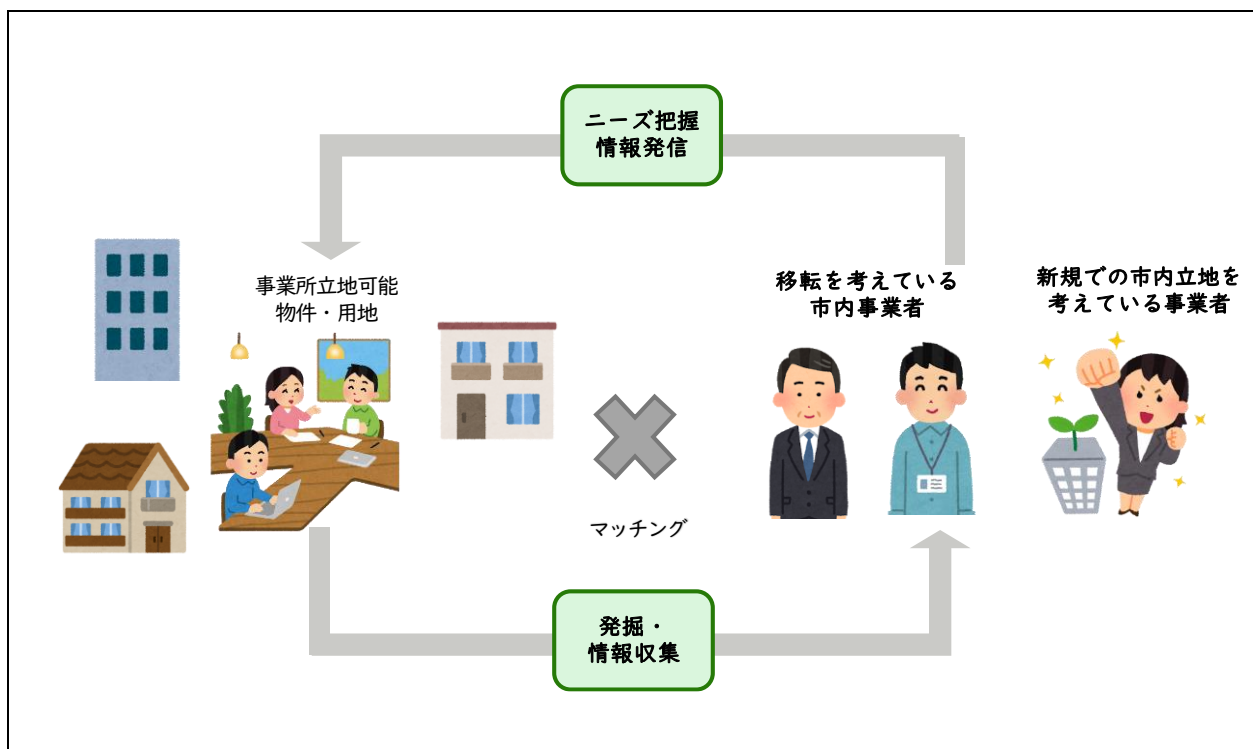 ニーズ把握
情報発信
事業所立地可能
物件・用地
移転を考えている
市内事業者
新規での市内立地を
考えている事業者
マッチング
発掘・
情報収集